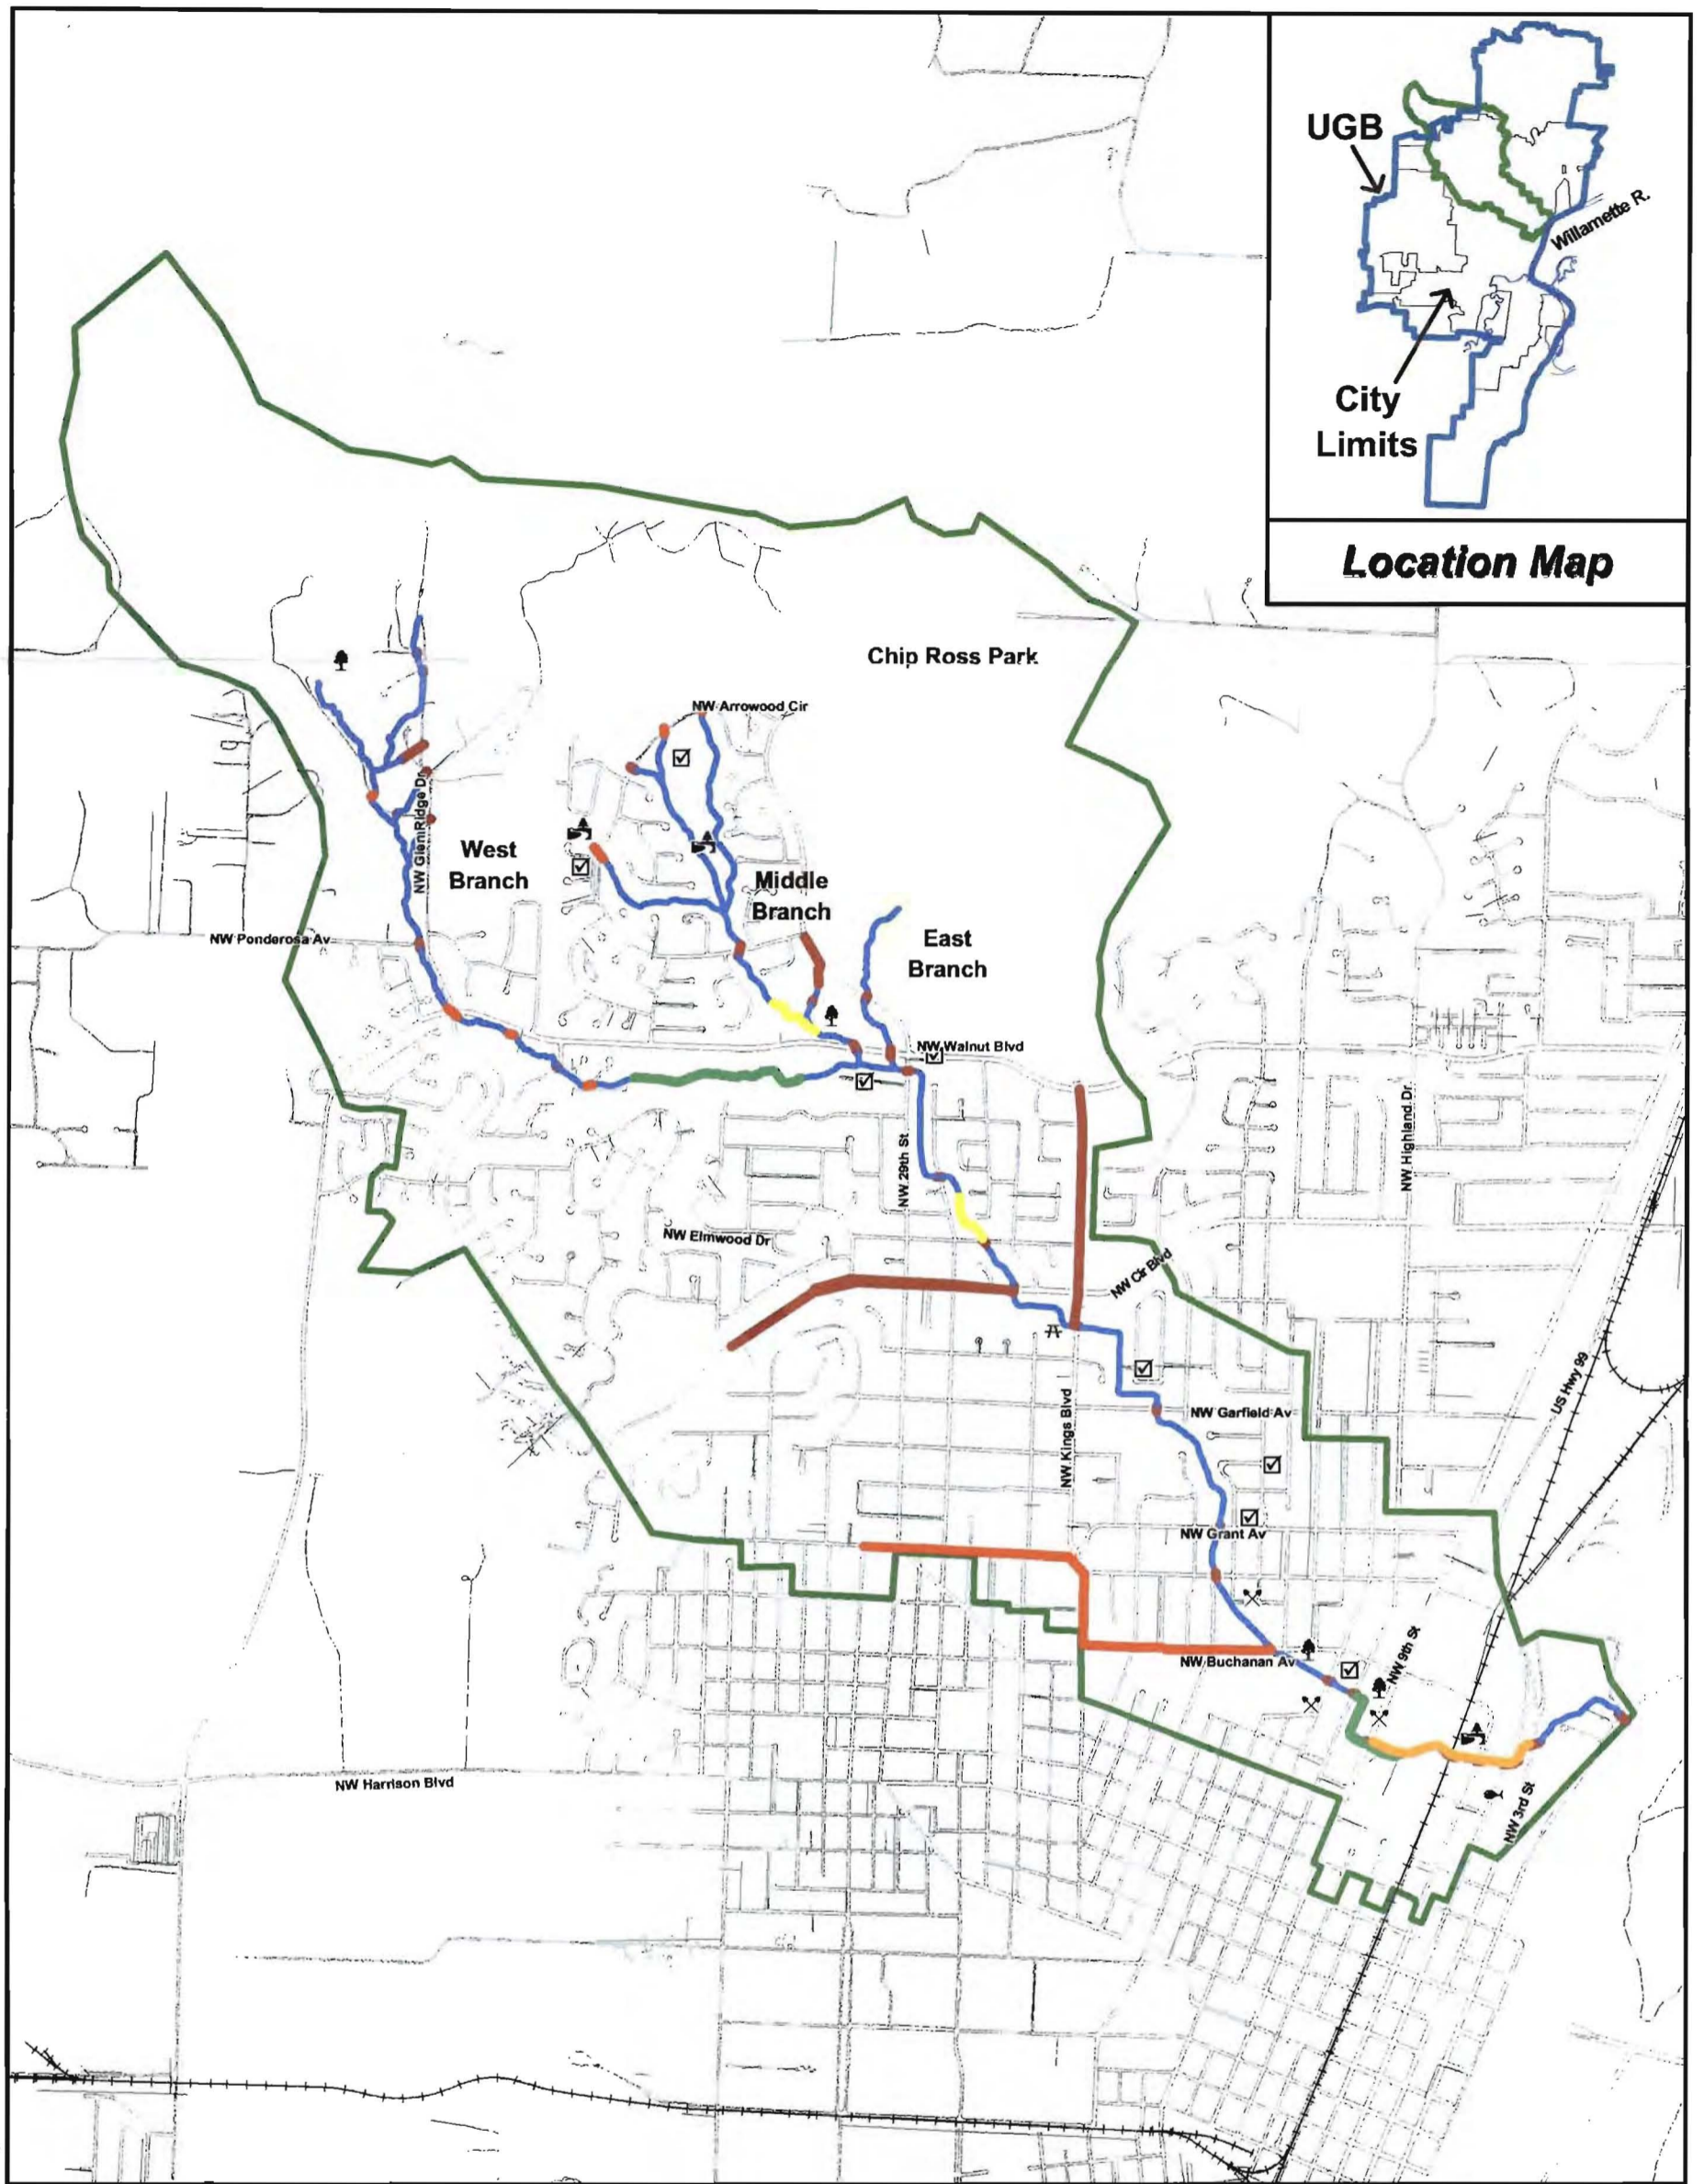 UGB
Willamette R.
City
Limits
Location Map
Chip Ross Park
NW Arrowood Cir
NW GlenRidge Dr
West
Branch
Middle
Branch
East
Branch
NW Ponderosa Av
NW Walnut Blvd
NW 29th St
NW Highland Dr
NW Elmwood Dr
NW Cir Blvd
US Hwy 99
NW Kings Blvd
NW Garfield Av
NW Grant Av
NW Buchanan Av
NW 9th St
NW Harrison Blvd
NW 3rd St